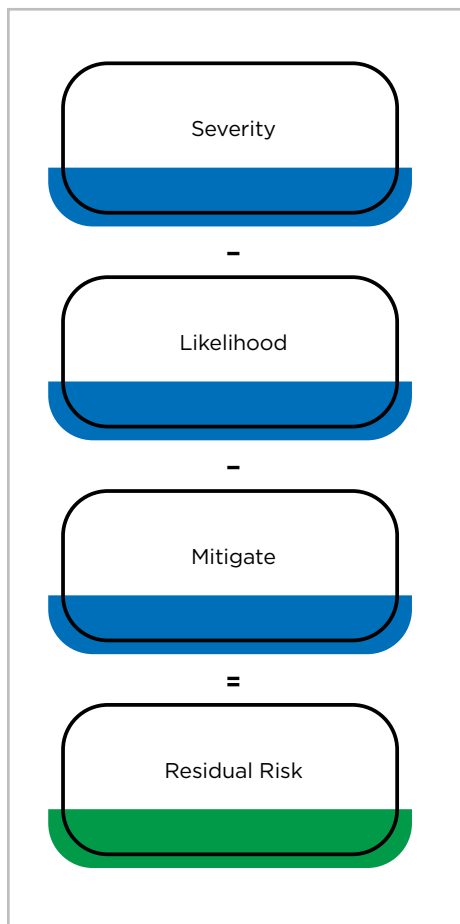 Severity
-
Likelihood
-
Mitigate
=
Residual Risk